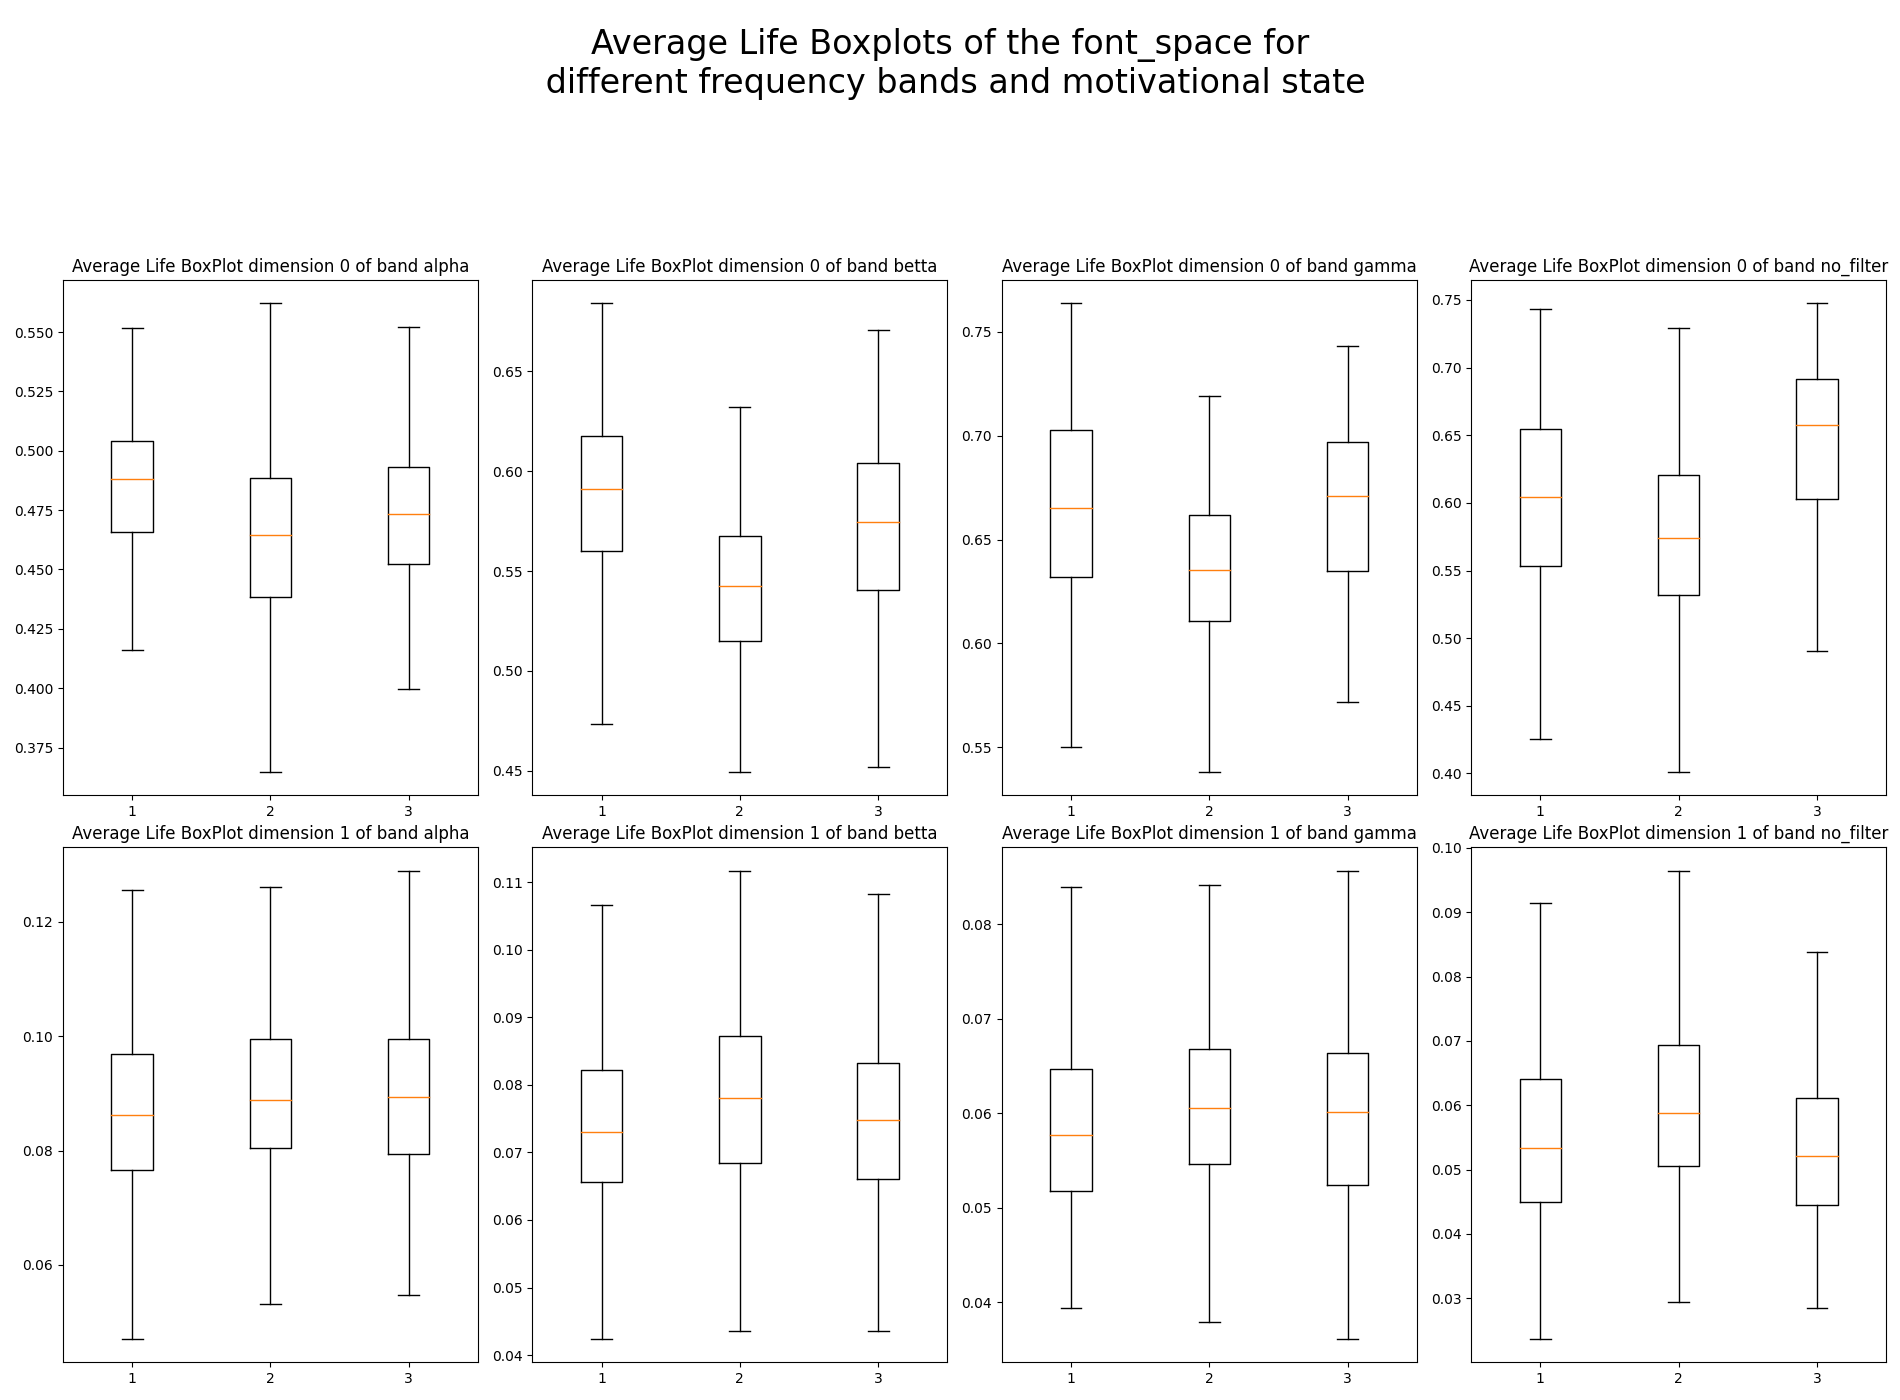 Average Life Boxplots of the font_space for
different frequency bands and motivational state
Average Life BoxPlot dimension 0 of band alpha
0.550
0.525
0.500
0.475
0.450
0.425
0.400
0.375
1 2 3
Average Life BoxPlot dimension 0 of band betta
0.65
0.60
0.55
0.50
0.45
1 2 3
Average Life BoxPlot dimension 0 of band gamma
0.75
0.70
0.65
0.60
0.55
1 2 3
Average Life BoxPlot dimension 0 of band no_filter
0.75
0.70
0.65
0.60
0.55
0.50
0.45
0.40
1 2 3
Average Life BoxPlot dimension 1 of band alpha
0.12
0.10
0.08
0.06
1 2 3
Average Life BoxPlot dimension 1 of band betta
0.11
0.10
0.09
0.08
0.07
0.06
0.05
0.04
1 2 3
Average Life BoxPlot dimension 1 of band gamma
0.08
0.07
0.06
0.05
0.04
1 2 3
Average Life BoxPlot dimension 1 of band no_filter
0.10
0.09
0.08
0.07
0.06
0.05
0.04
0.03
1 2 3